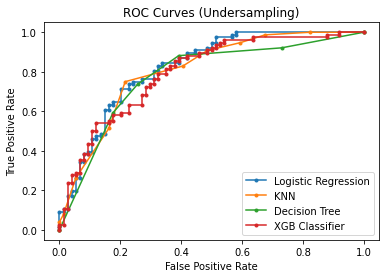 ROC Curves (Undersampling)
True Positive Rate
1.0
0.8
0.6
0.4
0.2
0.0
Logistic Regression
KNN
Decision Tree
XGB Classifier
0.0 0.2 0.4 0.6 0.8 1.0
False Positive Rate